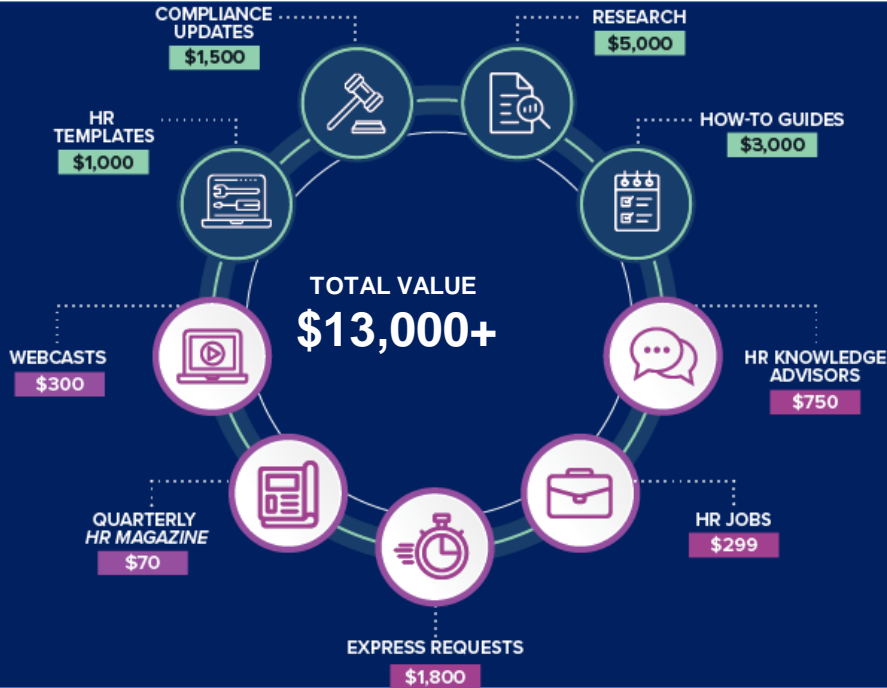 COMPLIANCE
UPDATES
$1,500
RESEARCH
$5,000
HR
TEMPLATES
$1,000
HOW-TO GUIDES
$3,000
TOTAL VALUE
$13,000+
WEBCASTS
$300
HR KNOWLEDGE
ADVISORS
$750
QUARTERLY
HR MAGAZINE
$70
HR JOBS
$299
EXPRESS REQUESTS
$1,800